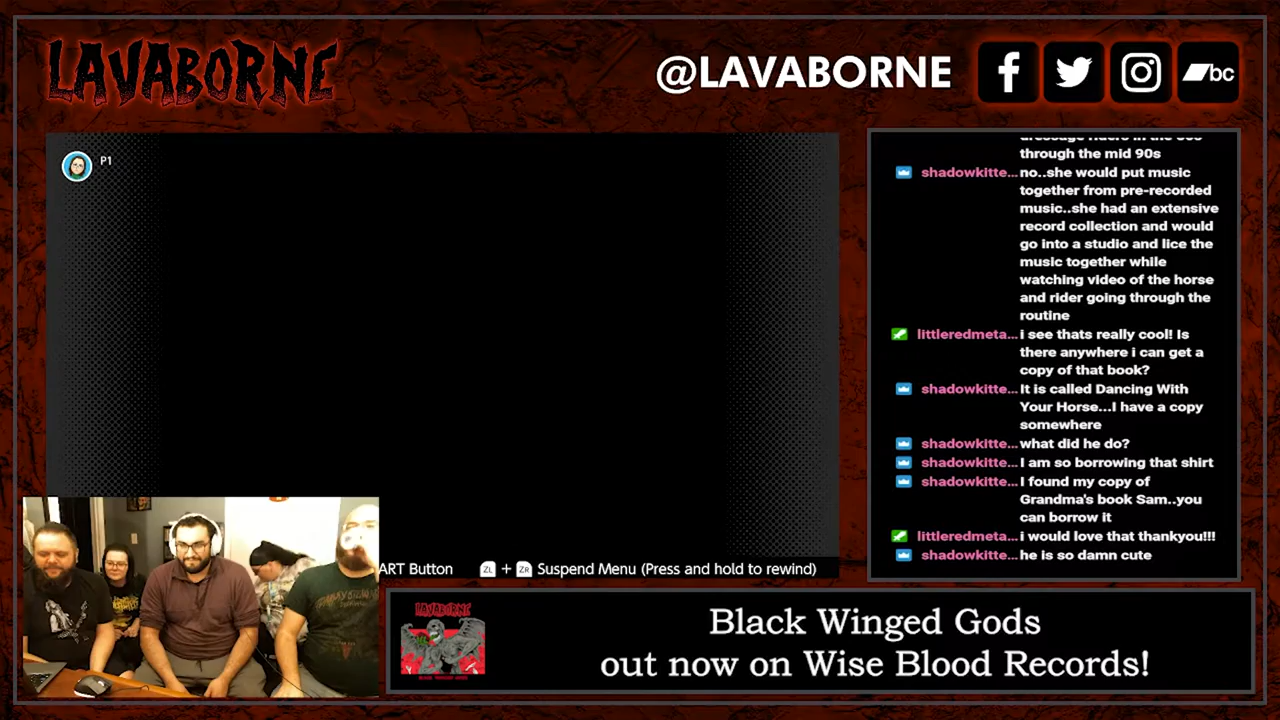 LAVABORNE
@LAVABORNE
bc
P1
through the mid 90s
shadowkitte... no..she would put music
together from pre-recorded
music..she had an extensive
record collection and would
go into a studio and lice the
music together while
watching video of the horse
and rider going through the
routine
littleredmeta... i see thats really cool! Is
there anywhere i can get a
copy of that book?
shadowkitte... It is called Dancing With
Your Horse...I have a copy
somewhere
shadowkitte... what did he do?
shadowkitte... I am so borrowing that shirt
shadowkitte... I found my copy of
Grandma's book Sam..you
can borrow it
littleredmeta... i would love that thankyou!!!
shadowkitte... he is so damn cute
ART Button ZL + ZR Suspend Menu (Press and hold to rewind)
LAVABORNE
BLACK WINGED GODS
Black Winged Gods
out now on Wise Blood Records!